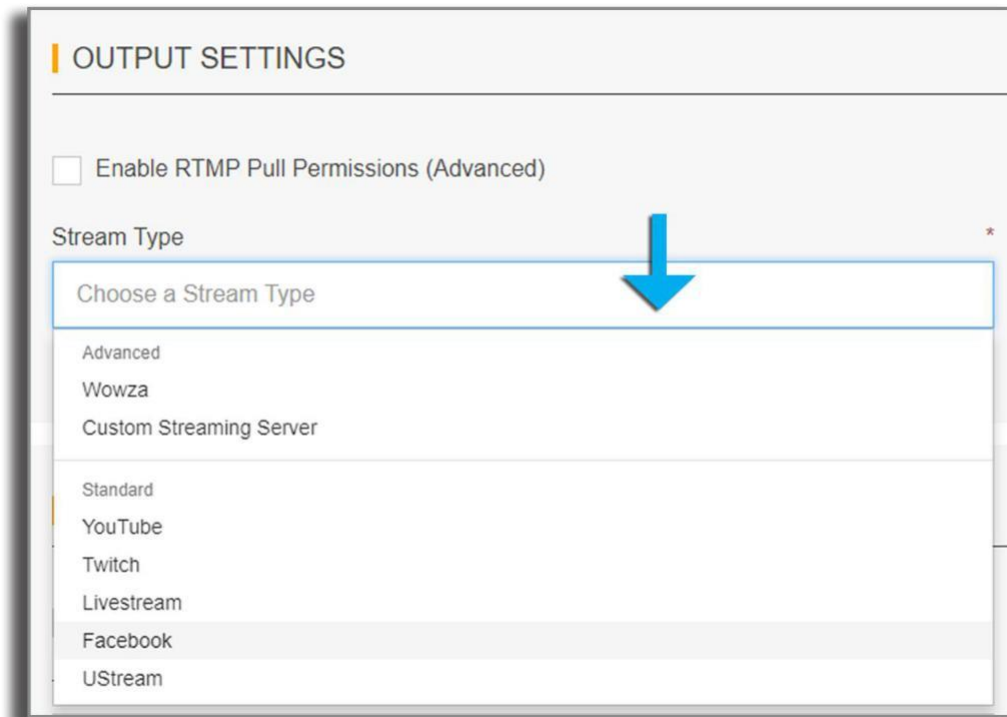 OUTPUT SETTINGS
Enable RTMP Pull Permissions (Advanced)
Stream Type *
Choose a Stream Type
Advanced
Wowza
Custom Streaming Server
Standard
YouTube
Twitch
Livestream
Facebook
UStream